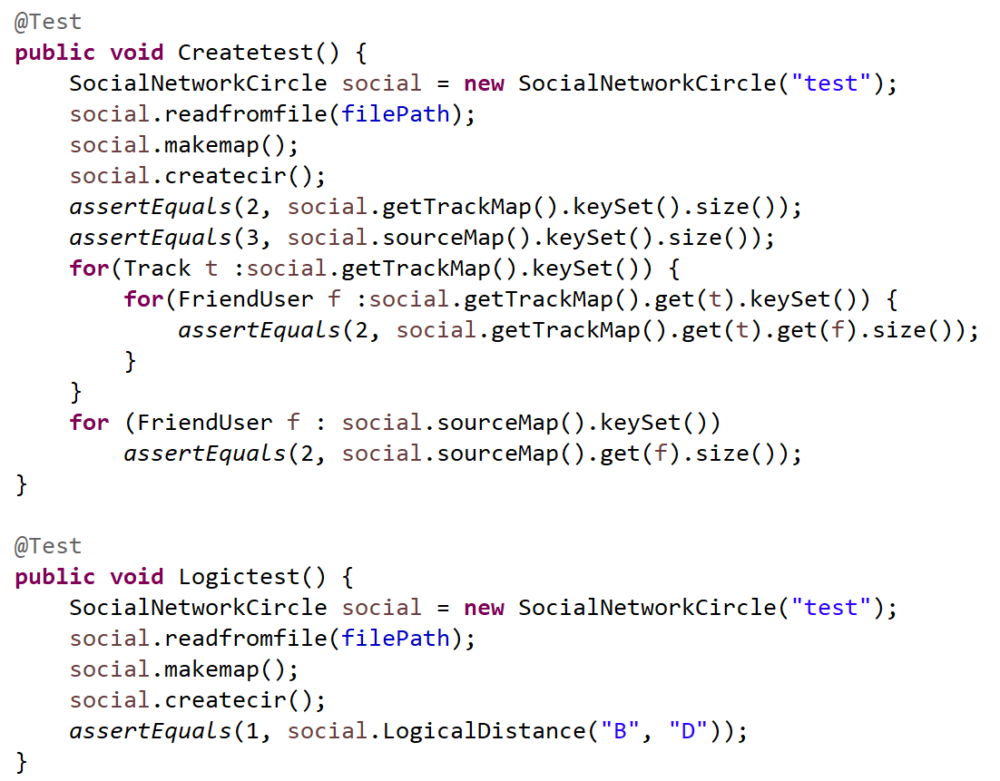 @Test
public void Createtest() {
    SocialNetworkCircle social = new SocialNetworkCircle("test");
    social.readfromfile(filePath);
    social.makemap();
    social.createcir();
    assertEquals(2, social.getTrackMap().keySet().size());
    assertEquals(3, social.sourceMap().keySet().size());
    for(Track t :social.getTrackMap().keySet()) {
        for(FriendUser f :social.getTrackMap().get(t).keySet()) {
            assertEquals(2, social.getTrackMap().get(t).get(f).size());
        }
    }
    for (FriendUser f : social.sourceMap().keySet())
        assertEquals(2, social.sourceMap().get(f).size());
}

@Test
public void Logictest() {
    SocialNetworkCircle social = new SocialNetworkCircle("test");
    social.readfromfile(filePath);
    social.makemap();
    social.createcir();
    assertEquals(1, social.LogicalDistance("B", "D"));
}